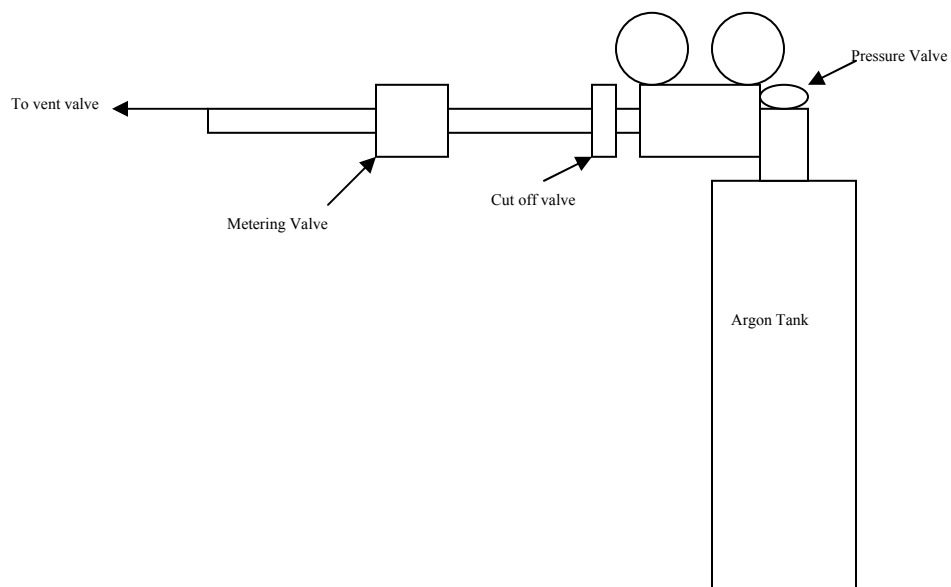 Pressure Valve
To vent valve
Cut off valve
Metering Valve
Argon Tank